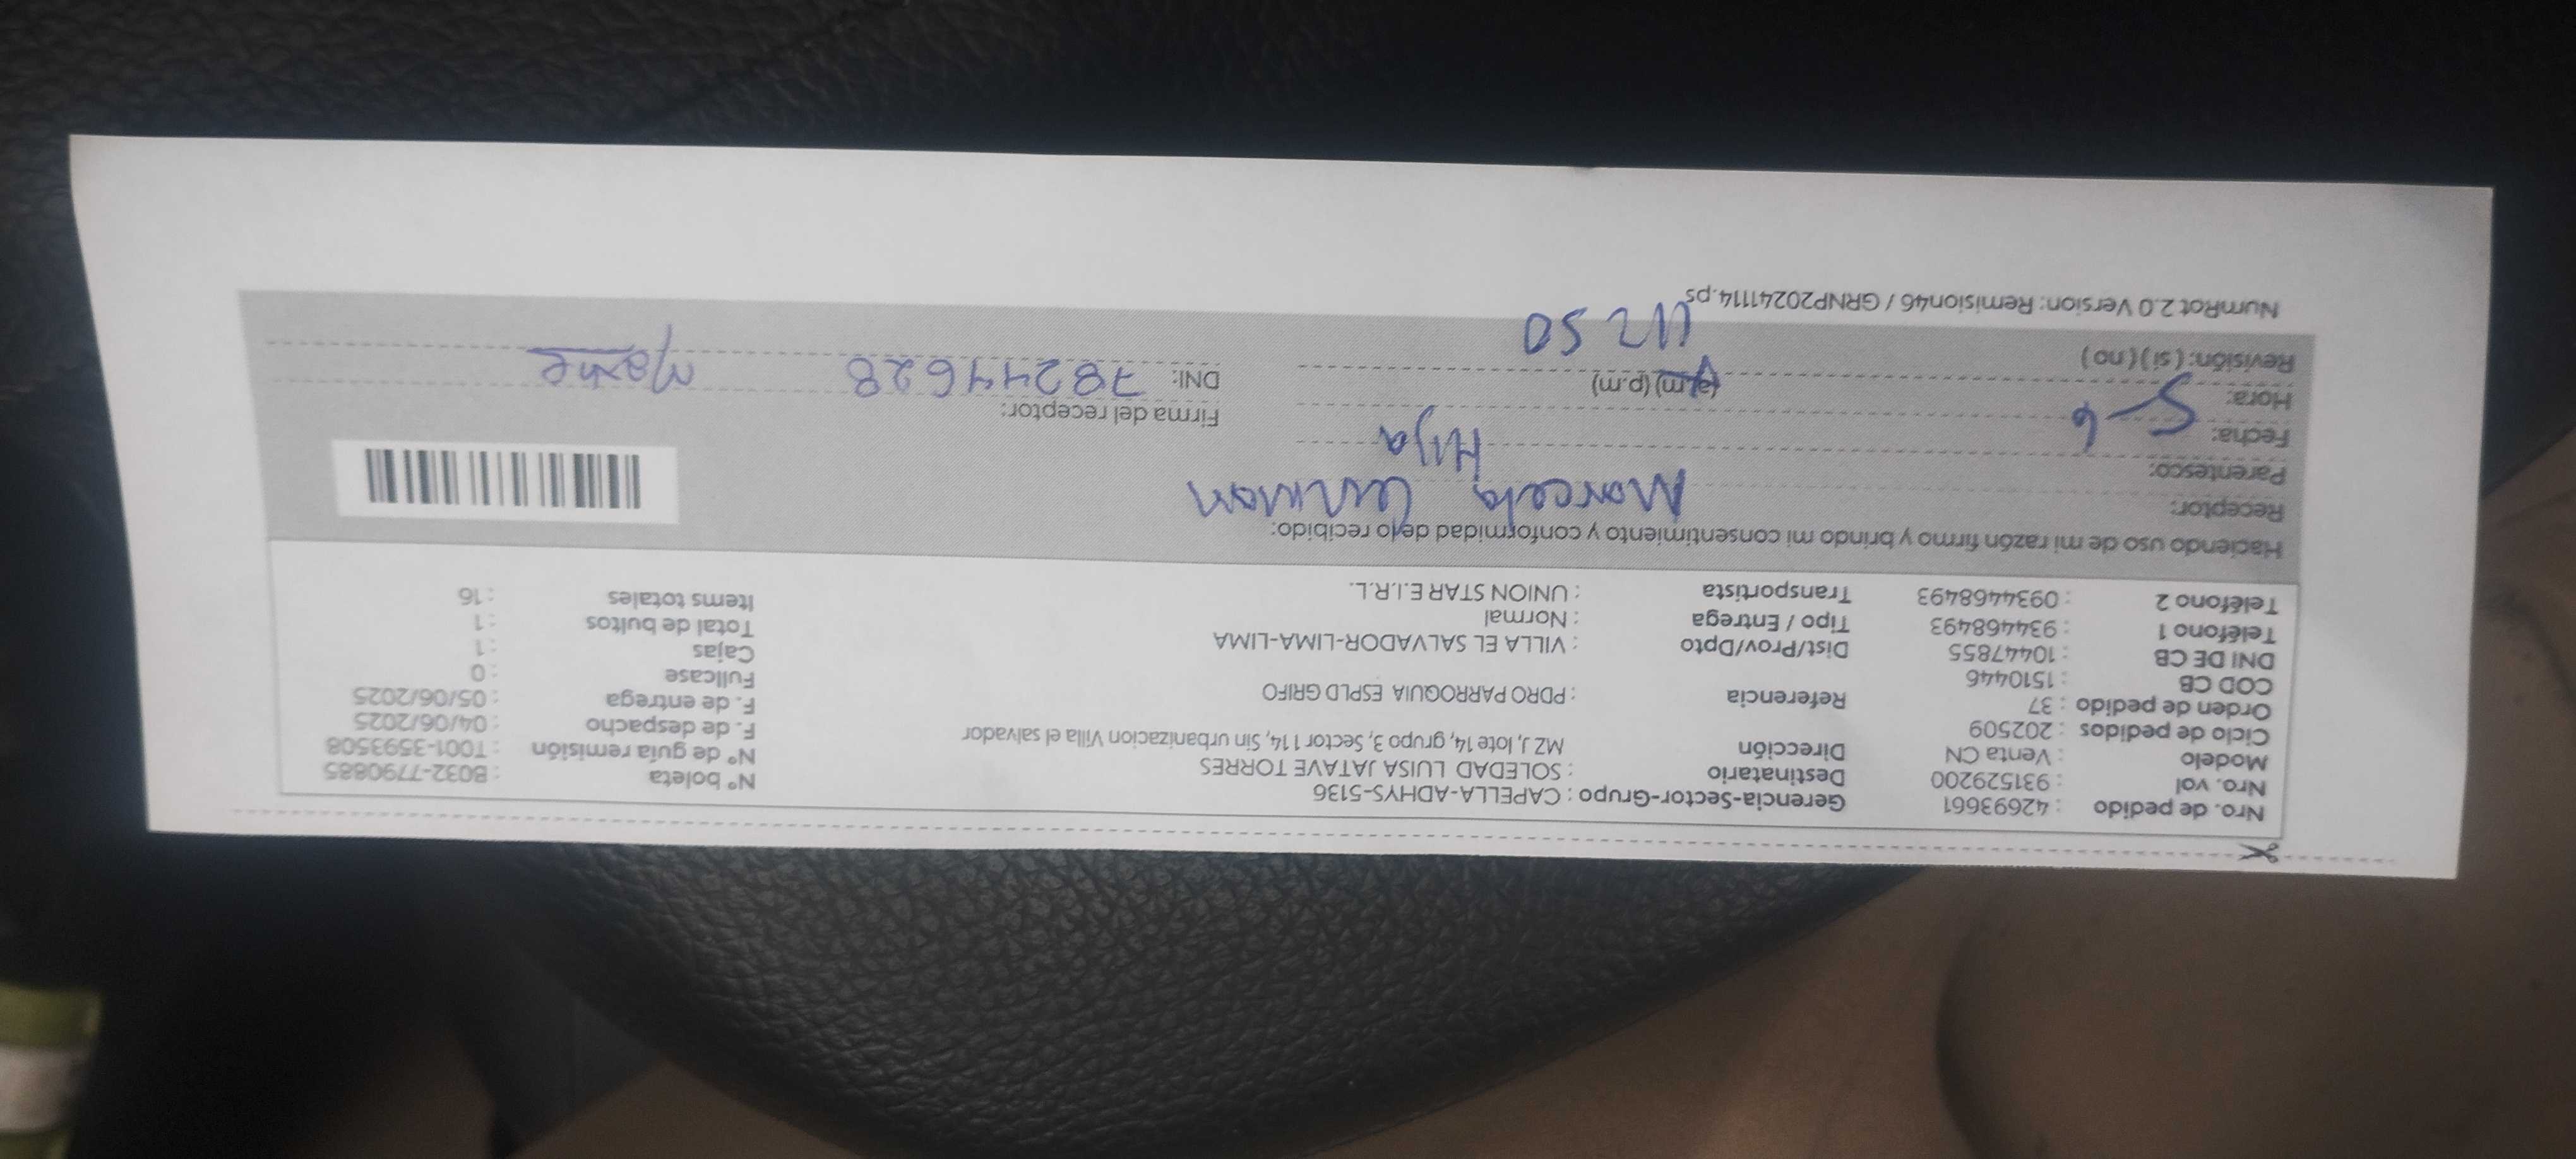 Nro. de pedido : 42693661 Gerencia-Sector-Grupo : CAPELLA-ADHYS-5136 N° boleta : B032-7790885
Nro. vol : 931529200 Destinatario : SOLEDAD LUISA JATAVE TORRES N° de guía remisión : T001-3593508
Modelo : Venta CN Dirección MZ J, lote 14, grupo 3, Sector 1 14, Sin urbanizacion Villa el salvador F. de despacho : 04/06/2025
Ciclo de pedidos : 202509 F. de entrega : 05/06/2025
Orden de pedido : 37 Referencia : PDRO PARROQUIA ESPLD GRIFO Fullcase : 0
COD CB : 1510446 Cajas : 1
DNI DE CB : 10447855 Dist/Prov/Dpto : VILLA EL SALVADOR-LIMA-LIMA Total de bultos : 1
Teléfono 1 : 934468493 Tipo / Entrega : Normal Items totales : 16
Teléfono 2 : 0934468493 Transportista : UNION STAR E.I.R.L.
Haciendo uso de mi razón firmo y brindo mi consentimiento y conformidad de lo recibido:
Receptor: Marcela
Parentesco: Hija
Fecha: 5-6 Firma del receptor:
Hora: (a.m) (p.m) DNI: 78244628
Revisión: ( si ) ( no )
NumRot 2.0 Version: Remision46 / GRNP20241114.ps